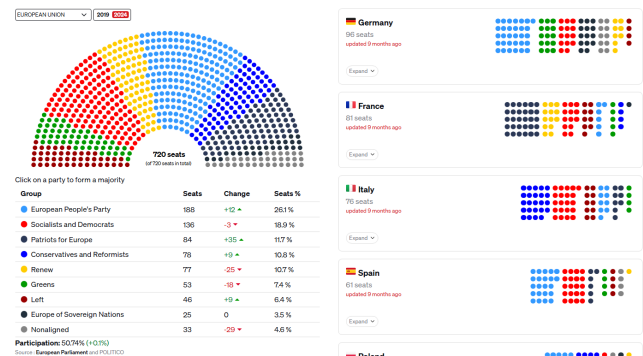 EUROPEAN UNION
2019 2024
720 seats
(of 720 seats in total)
Click on a party to form a majority
Group Seats Change Seats %
European People's Party 188 +12 26.1 %
Socialists and Democrats 136 -3 18.9 %
Patriots for Europe 84 +35 11.7 %
Conservatives and Reformists 78 +9 10.8 %
Renew 77 -25 10.7 %
Greens 53 -18 7.4 %
Left 46 +9 6.4 %
Europe of Sovereign Nations 25 0 3.5 %
Nonaligned 33 -29 4.6 %
Participation: 50.74% (+0.1%)
Source : European Parliament and POLITICO
Germany
96 seats
updated 9 months ago
Expand
France
81 seats
updated 9 months ago
Expand
Italy
76 seats
updated 9 months ago
Expand
Spain
61 seats
updated 9 months ago
Expand
Poland